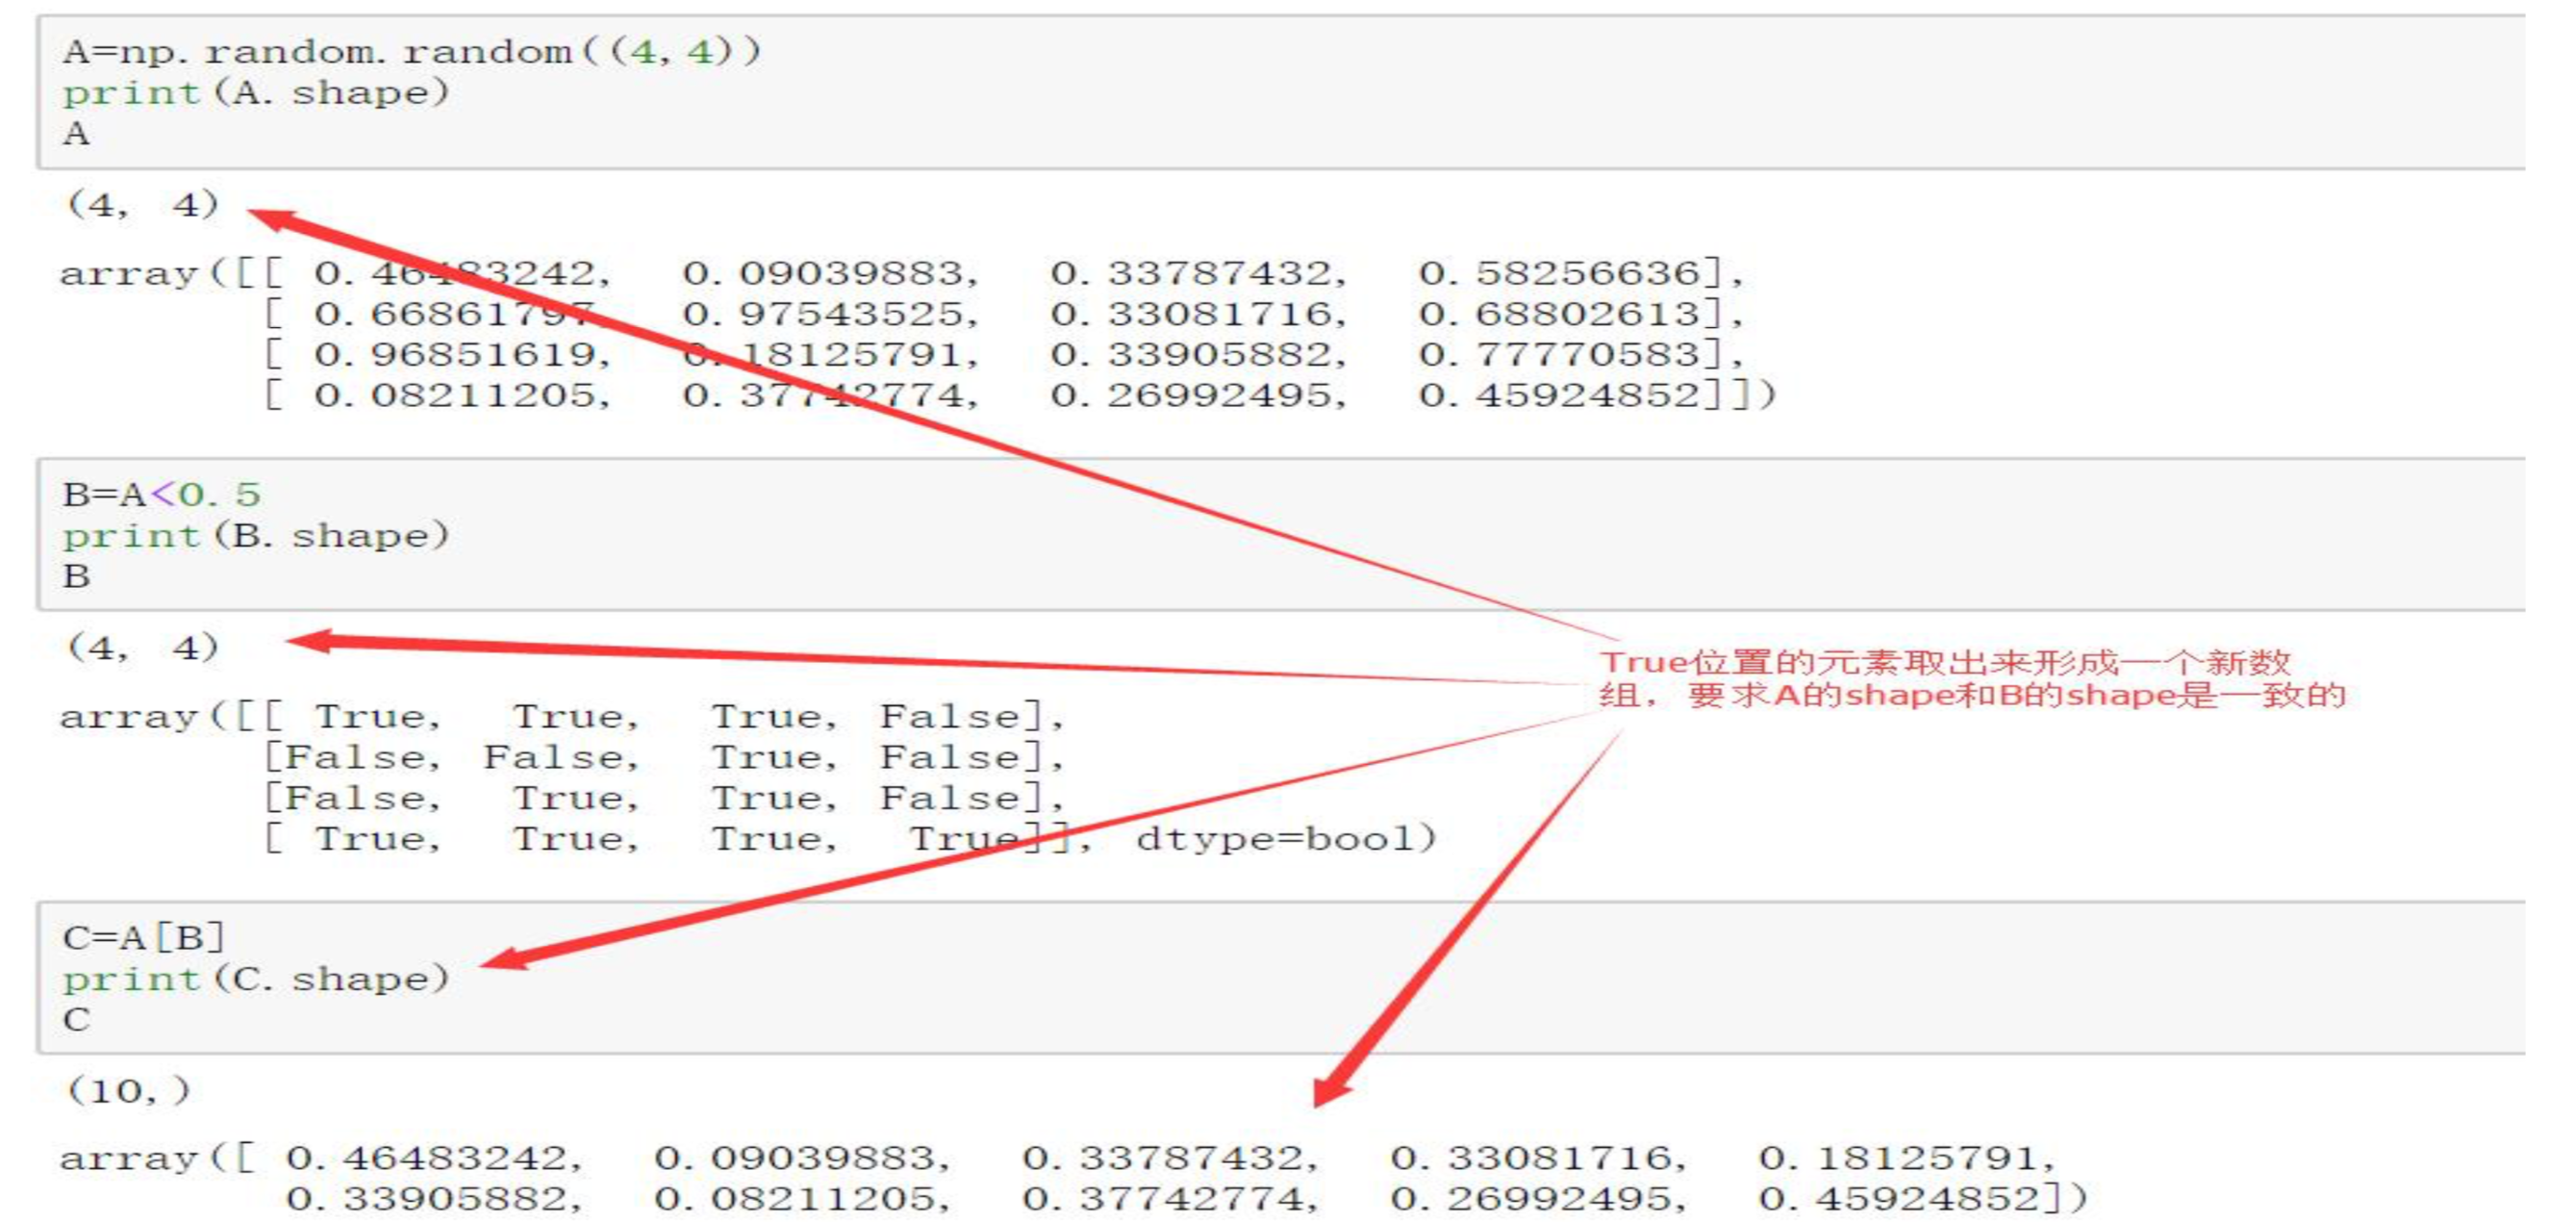 A=np.random.random((4,4))
print(A.shape)
A
(4, 4)
array([[ 0.46483242, 0.09039883, 0.33787432, 0.58256636],
[ 0.66861797, 0.97543525, 0.33081716, 0.68802613],
[ 0.96851619, 0.18125791, 0.33905882, 0.77770583],
[ 0.08211205, 0.37742774, 0.26992495, 0.45924852]])
B=A<0.5
print(B.shape)
B
(4, 4)
True位置的元素取出来形成一个新数
组，要求A的shape和B的shape是一致的
array([[ True, True, True, False],
[False, False, True, False],
[False, True, True, False],
[ True, True, True, True]], dtype=bool)
C=A[B]
print(C.shape)
C
(10,)
array([ 0.46483242, 0.09039883, 0.33787432, 0.33081716, 0.18125791,
0.33905882, 0.08211205, 0.37742774, 0.26992495, 0.45924852])